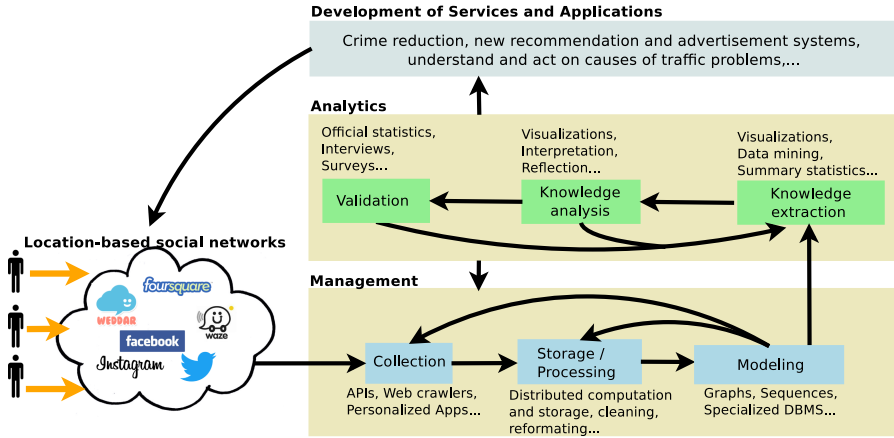 Development of Services and Applications
Crime reduction, new recommendation and advertisement systems,
understand and act on causes of traffic problems,...
Analytics
Official statistics,
Interviews,
Surveys...
Visualizations,
Interpretation,
Reflection...
Visualizations,
Data mining,
Summary statistics...
Validation
Knowledge
analysis
Knowledge
extraction
Location-based social networks
foursquare
WEDDAR
waze
facebook
Instagram
Management
Collection
Storage /
Processing
Modeling
APIs, Web crawlers,
Personalized Apps...
Distributed computation
and storage, cleaning,
reformating...
Graphs, Sequences,
Specialized DBMS...